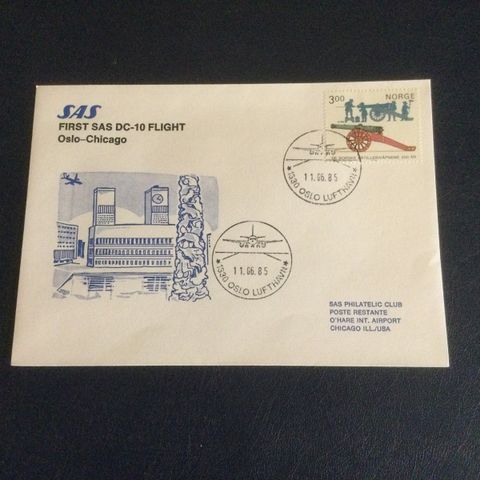 SAS
FIRST SAS DC-10 FLIGHT
Oslo–Chicago
3.00 NORGE
1330 OSLO LUFTHAVN
11.06.85
1330 OSLO LUFTHAVN
11.06.85
SAS PHILATELIC CLUB
POSTE RESTANTE
O'HARE INT. AIRPORT
CHICAGO ILL./USA